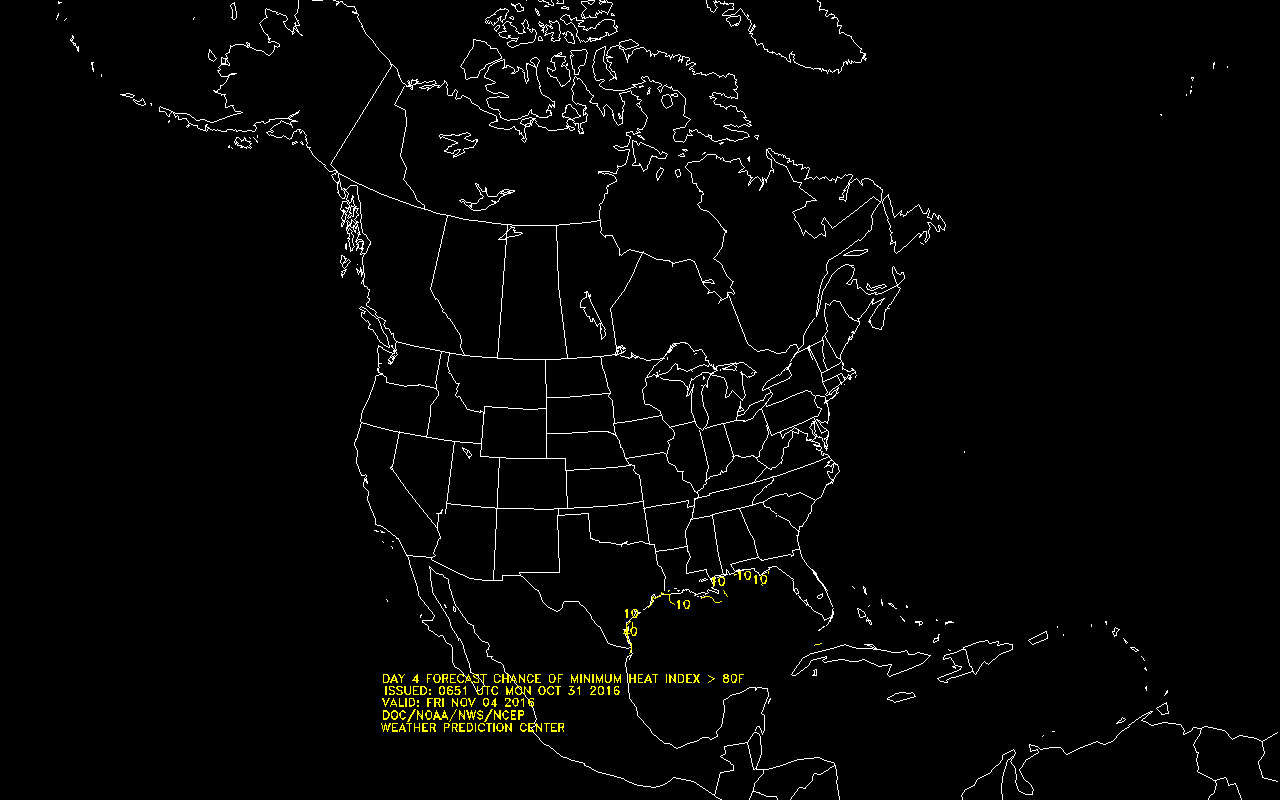 10 10
10
10
10
10
DAY 4 FORECAST CHANCE OF MINIMUM HEAT INDEX > 80F
ISSUED: 0651 UTC MON OCT 31 2016
VALID: FRI NOV 04 2016
DOC/NOAA/NWS/NCEP
WEATHER PREDICTION CENTER